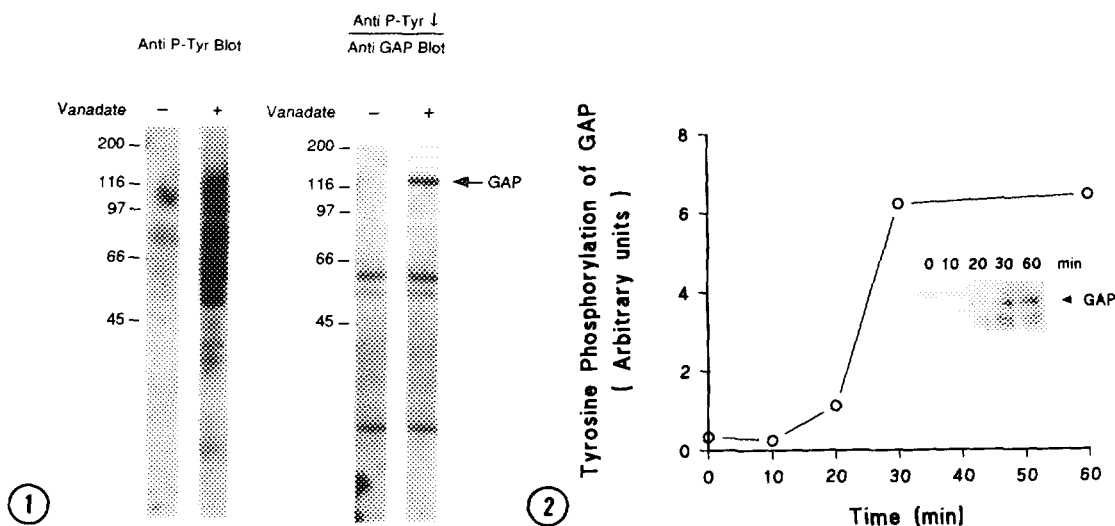 Anti P-Tyr Blot
Anti P-Tyr ↓
Anti GAP Blot
Vanadate – +
200 –
116 –
97 –
66 –
45 –
Vanadate – +
200 –
116 –
97 –
66 –
45 –
← GAP
1
Tyrosine Phosphorylation of GAP
( Arbitrary units )
8
6
4
2
0
0 10 20 30 60 min
◄ GAP
0 10 20 30 40 50 60
Time (min)
2